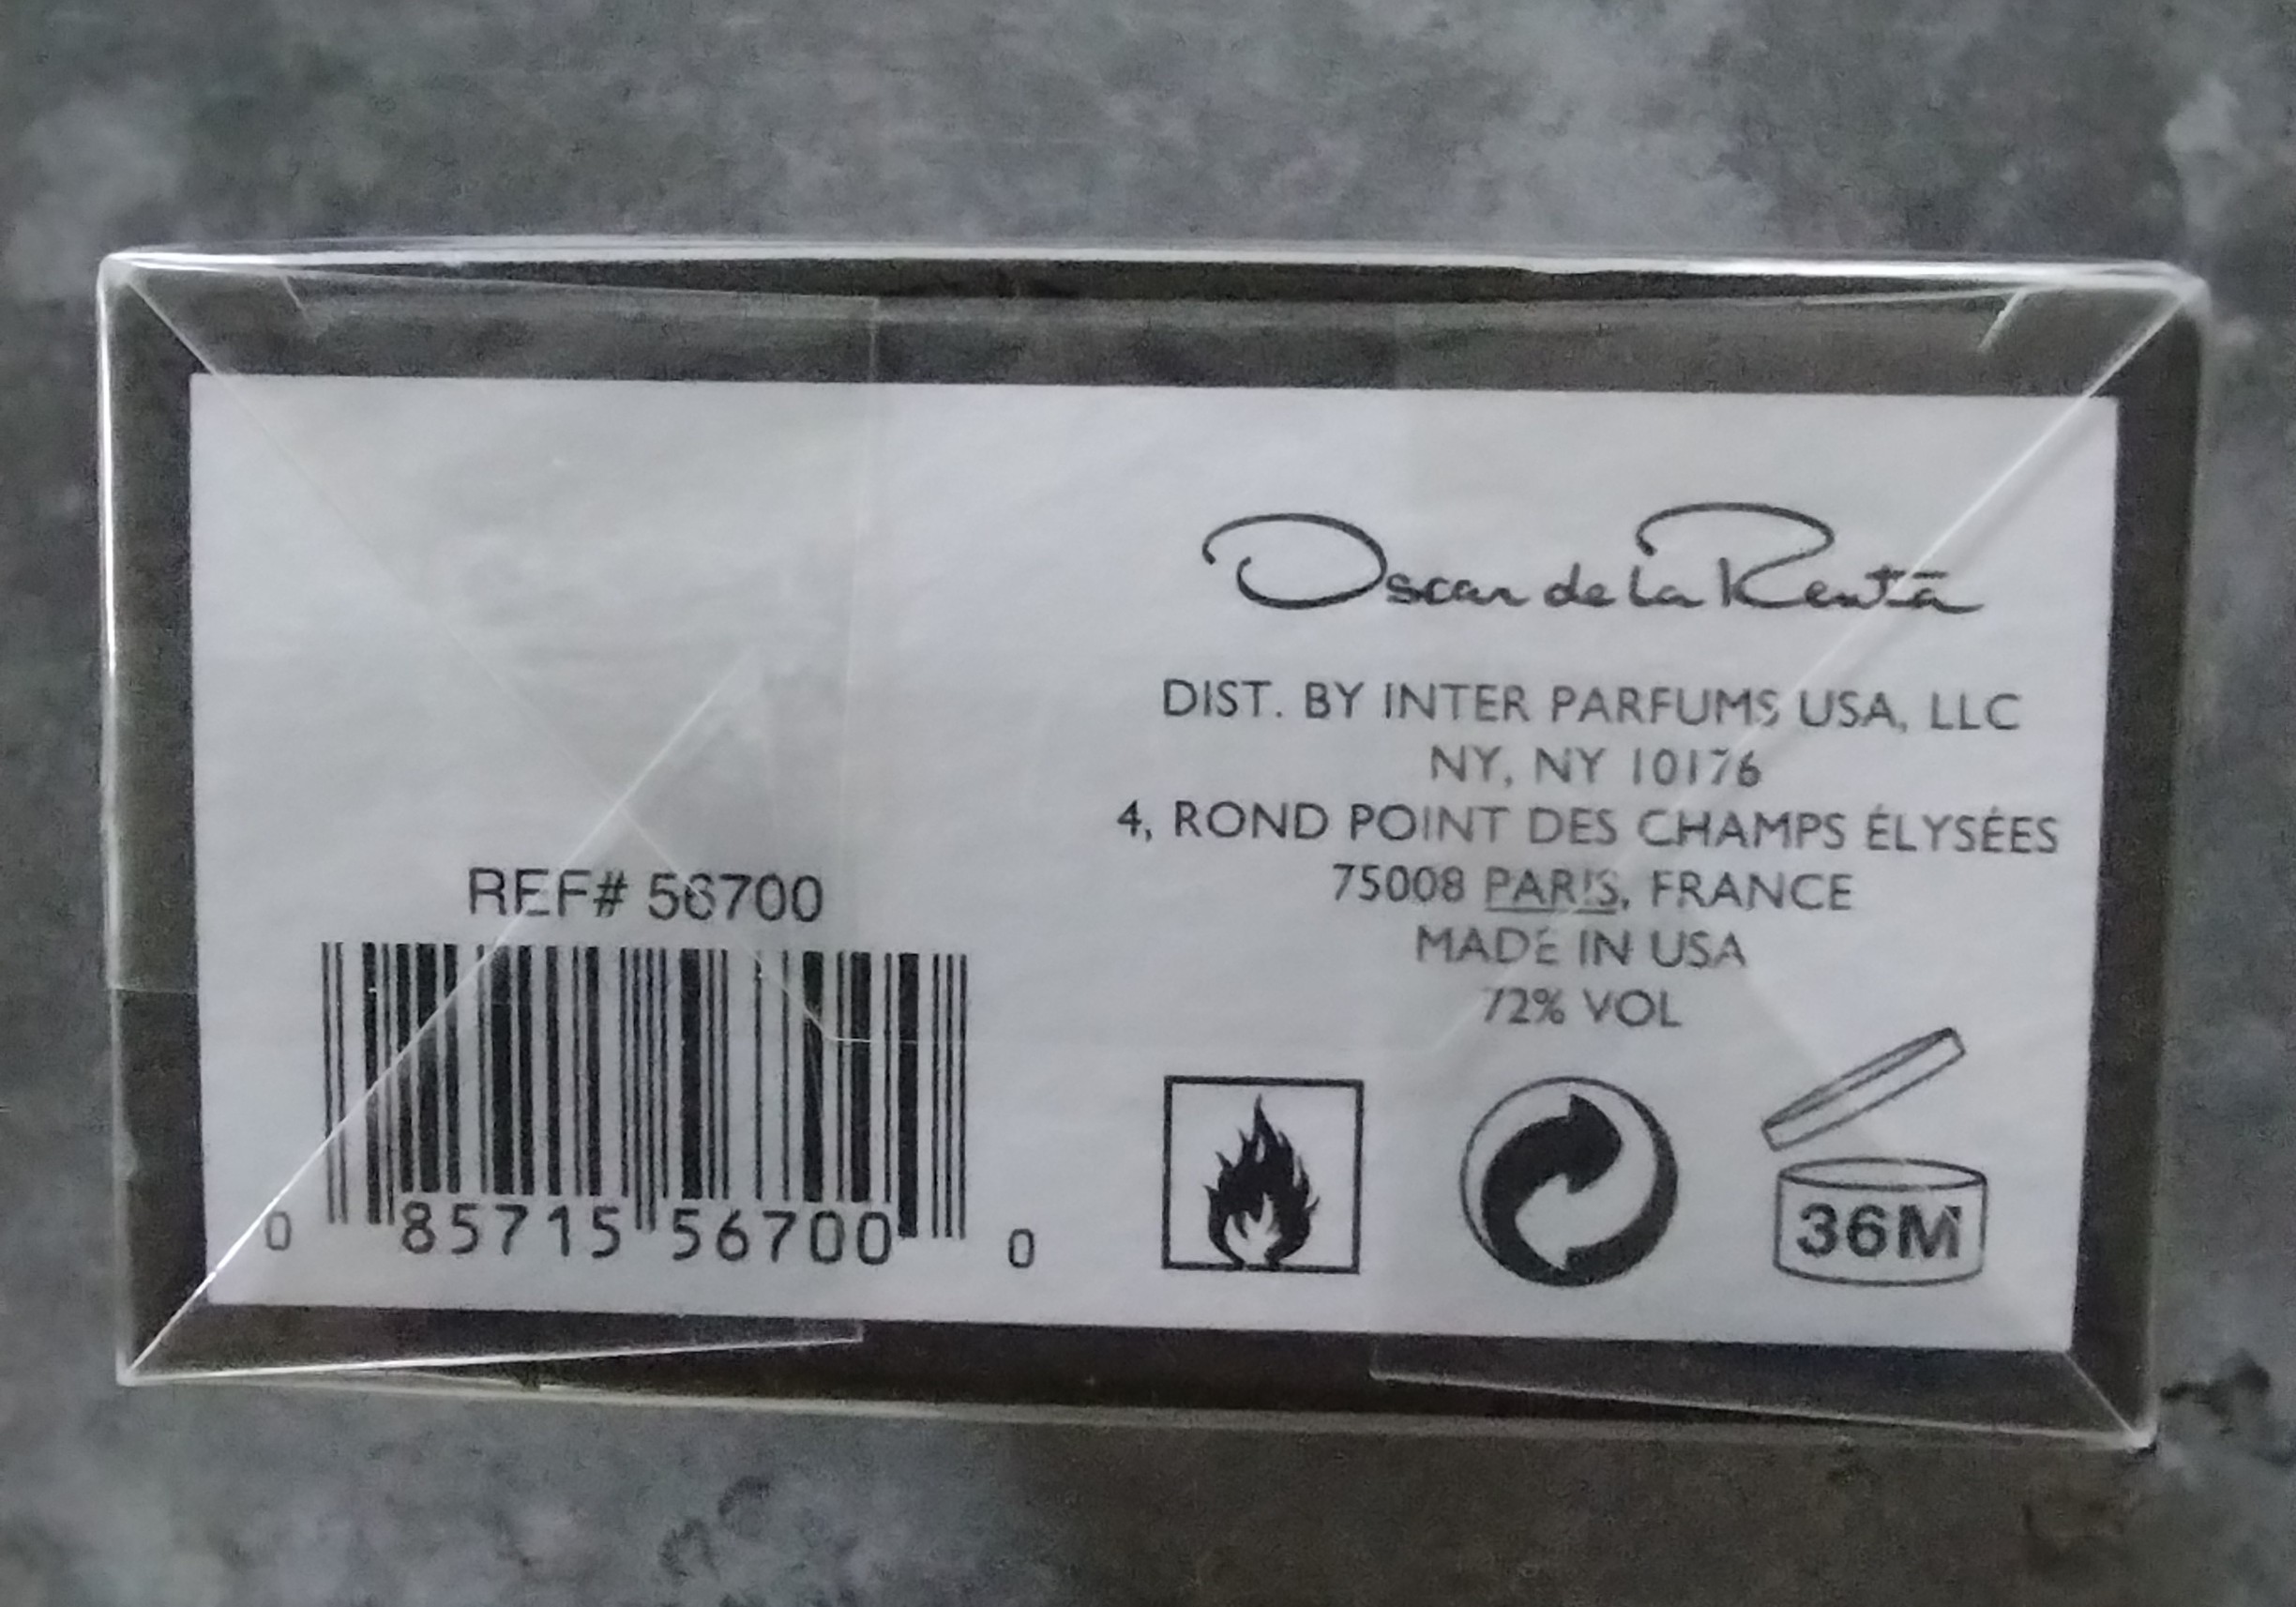 Oscar de la Renta
DIST. BY INTER PARFUMS USA, LLC
NY, NY 10176
4, ROND POINT DES CHAMPS ÉLYSÉES
75008 PARIS, FRANCE
MADE IN USA
72% VOL
REF# 56700
0 85715 56700 0
36M